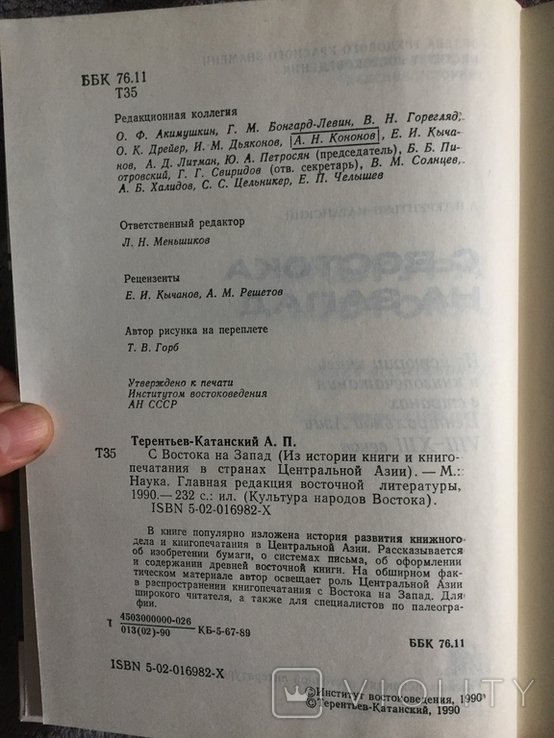 ББК 76.11
Т35
Редакционная коллегия
О. Ф. Акимушкин, Г. М. Бонгард-Левин, В. Н. Горегляд,
О. К. Дрейер, И. М. Дьяконов, А. Н. Кононов, Е. И. Кыча-
нов, А. Д. Литман, Ю. А. Петросян (председатель), Б. Б. Пи-
отровский, Г. Г. Свиридов (отв. секретарь), В. М. Солнцев,
А. Б. Халидов, С. С. Цельникер, Е. П. Челышев
Ответственный редактор
Л. Н. Меньшиков
Рецензенты
Е. И. Кычанов, А. М. Решетов
Автор рисунка на переплете
Т. В. Горб
Утверждено к печати
Институтом востоковедения
АН СССР
Терентьев-Катанский А. П.
Т35 С Востока на Запад (Из истории книги и книго-
печатания в странах Центральной Азии). — М.:
Наука. Главная редакция восточной литературы,
1990.— 232 с.: ил. (Культура народов Востока).
ISBN 5-02-016982-X
В книге популярно изложена история развития книжного
дела и книгопечатания в Центральной Азии. Рассказывается
об изобретении бумаги, о системах письма, об оформлении
и содержании древней восточной книги. На обширном фак-
тическом материале автор освещает роль Центральной Азии
в распространении книгопечатания с Востока на Запад. Для
широкого читателя, а также для специалистов по палеогра-
фии.
Т 4503000000-026
013(02)-90 КБ-5-67-89
ББК 76.11
ISBN 5-02-016982-X
© Институт востоковедения, 1990
© Терентьев-Катанский, 1990
VIOLITY